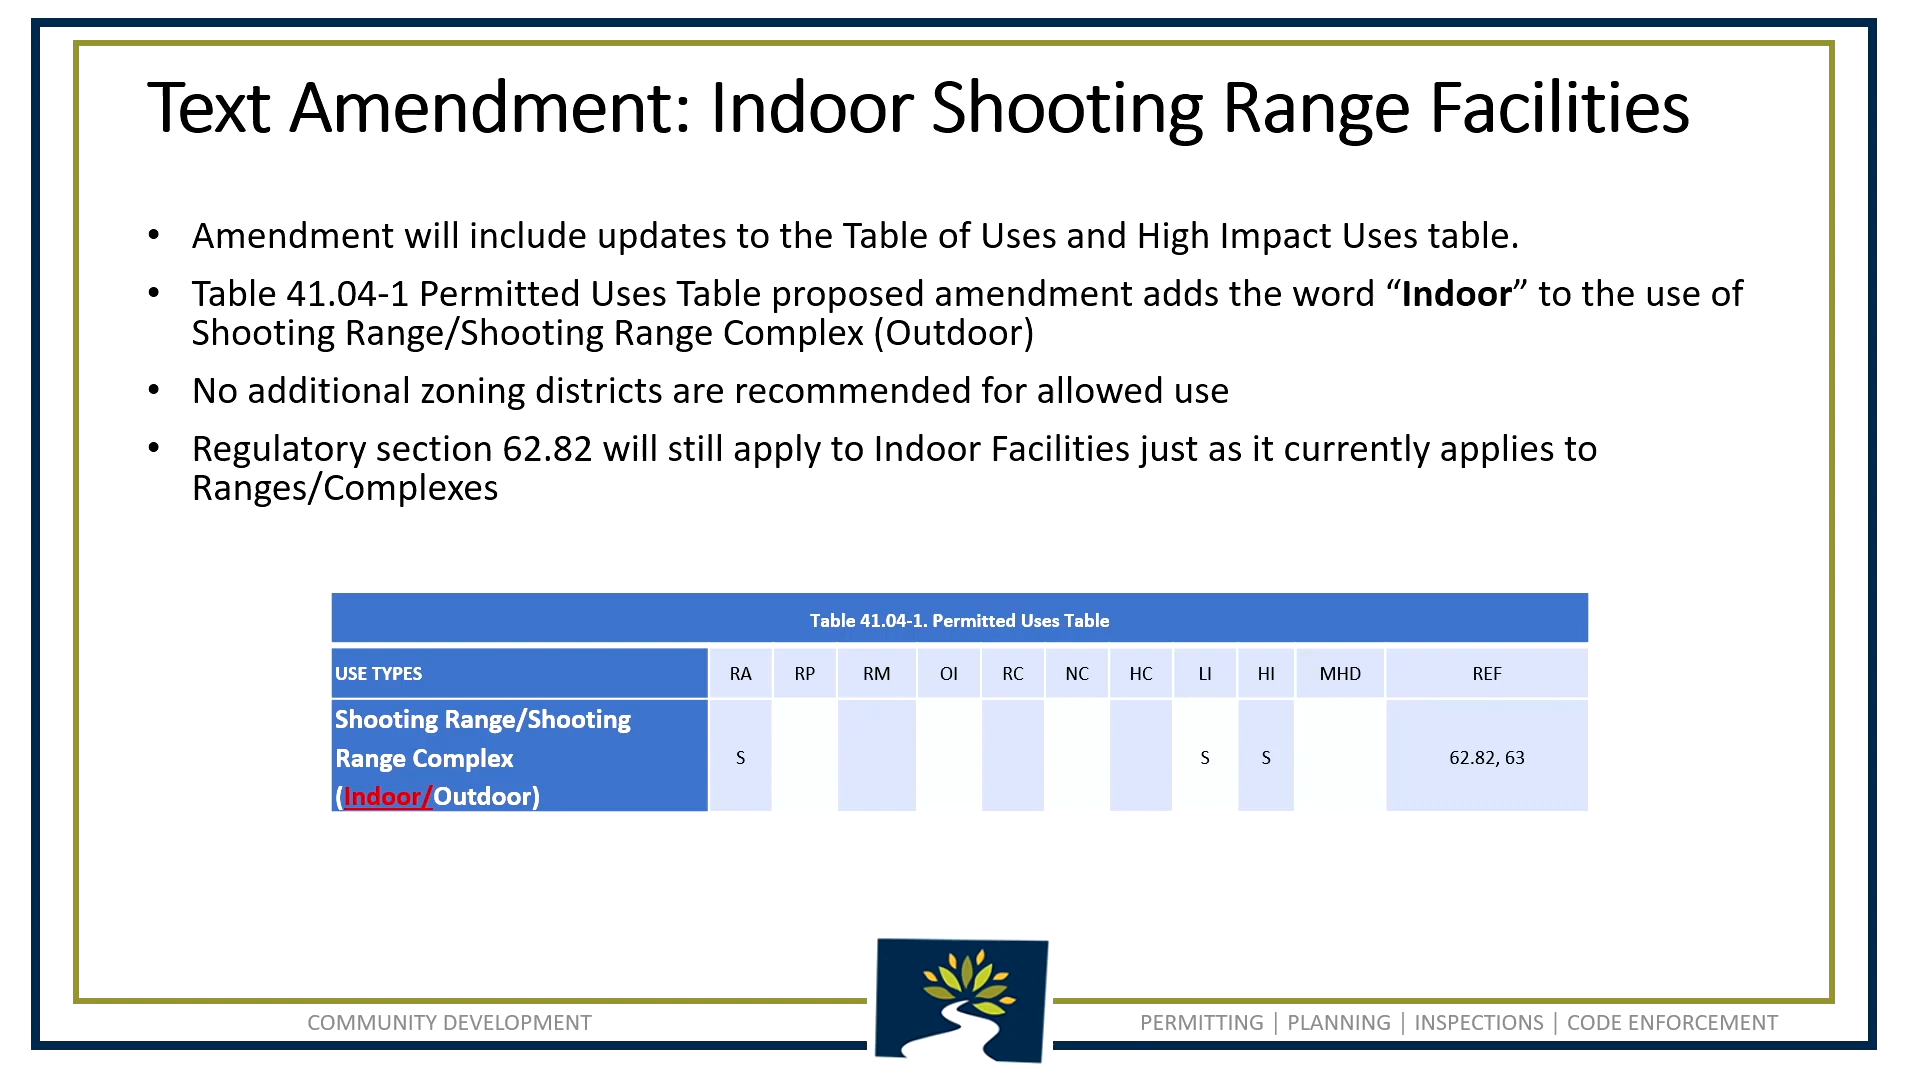 Text Amendment: Indoor Shooting Range Facilities
• Amendment will include updates to the Table of Uses and High Impact Uses table.
• Table 41.04-1 Permitted Uses Table proposed amendment adds the word “Indoor” to the use of
Shooting Range/Shooting Range Complex (Outdoor)
• No additional zoning districts are recommended for allowed use
• Regulatory section 62.82 will still apply to Indoor Facilities just as it currently applies to
Ranges/Complexes
Table 41.04-1. Permitted Uses Table
USE TYPES RA RP RM OI RC NC HC LI HI MHD REF
Shooting Range/Shooting
Range Complex
(Indoor/Outdoor)
S S S 62.82, 63
COMMUNITY DEVELOPMENT
PERMITTING | PLANNING | INSPECTIONS | CODE ENFORCEMENT